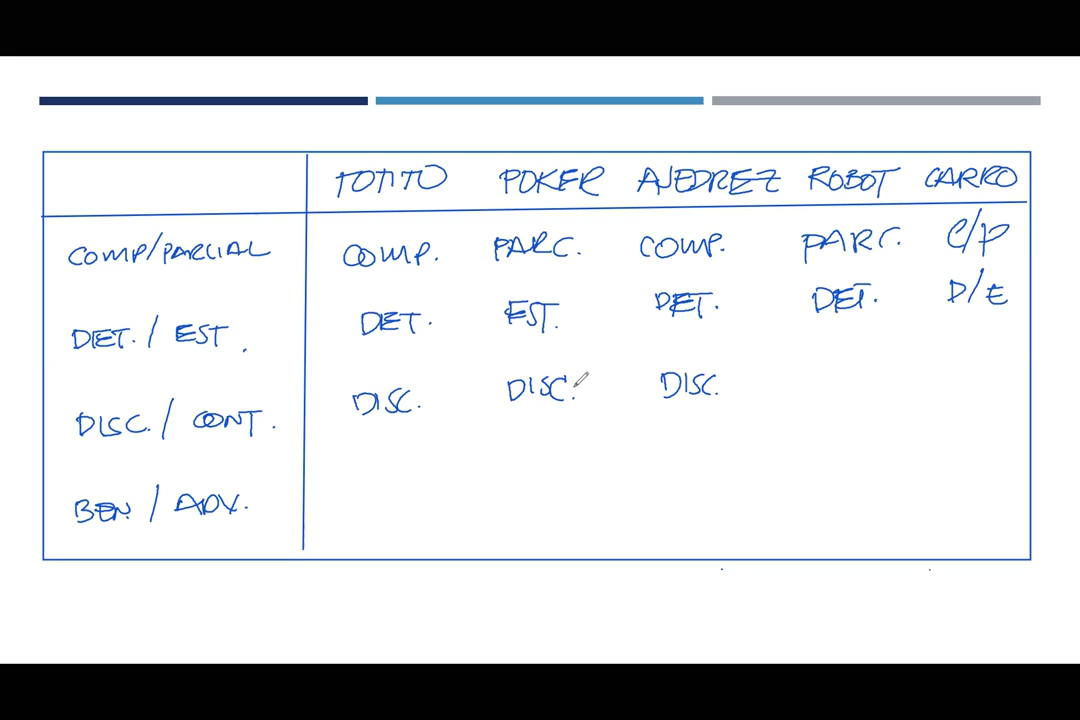 TOTITO POKER AJEDREZ ROBOT CARRO
COMP/PARCIAL COMP. PARC. COMP. PARC. C/P
DET. / EST. DET. EST. DET. DET. D/E
DISC. / CONT. DISC. DISC. DISC.
BEN. / ADV.